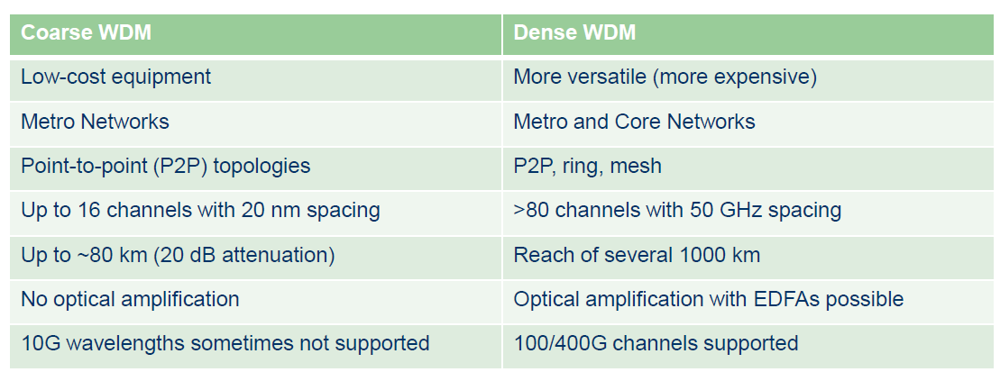 Coarse WDM Dense WDM
Low-cost equipment More versatile (more expensive)
Metro Networks Metro and Core Networks
Point-to-point (P2P) topologies P2P, ring, mesh
Up to 16 channels with 20 nm spacing >80 channels with 50 GHz spacing
Up to ~80 km (20 dB attenuation) Reach of several 1000 km
No optical amplification Optical amplification with EDFAs possible
10G wavelengths sometimes not supported 100/400G channels supported